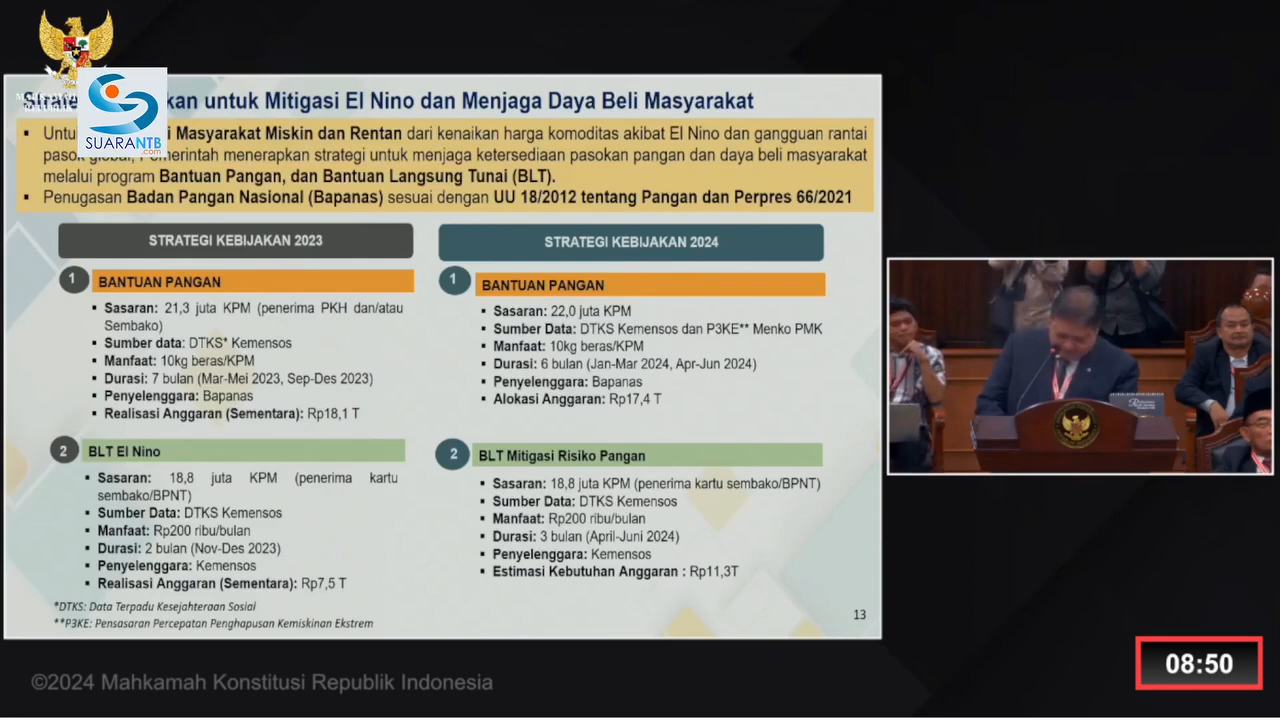 SUARANTB
.com
kan untuk Mitigasi El Nino dan Menjaga Daya Beli Masyarakat
▪ Masyarakat Miskin dan Rentan dari kenaikan harga komoditas akibat El Nino dan gangguan rantai
pasok global, Pemerintah menerapkan strategi untuk menjaga ketersediaan pasokan pangan dan daya beli masyarakat
melalui program Bantuan Pangan, dan Bantuan Langsung Tunai (BLT).
▪ Penugasan Badan Pangan Nasional (Bapanas) sesuai dengan UU 18/2012 tentang Pangan dan Perpres 66/2021
STRATEGI KEBIJAKAN 2023
1 BANTUAN PANGAN
▪ Sasaran: 21,3 juta KPM (penerima PKH dan/atau
Sembako)
▪ Sumber data: DTKS* Kemensos
▪ Manfaat: 10kg beras/KPM
▪ Durasi: 7 bulan (Mar-Mei 2023, Sep-Des 2023)
▪ Penyelenggara: Bapanas
▪ Realisasi Anggaran (Sementara): Rp18,1 T
2 BLT El Nino
▪ Sasaran: 18,8 juta KPM (penerima kartu
sembako/BPNT)
▪ Sumber Data: DTKS Kemensos
▪ Manfaat: Rp200 ribu/bulan
▪ Durasi: 2 bulan (Nov-Des 2023)
▪ Penyelenggara: Kemensos
▪ Realisasi Anggaran (Sementara): Rp7,5 T
STRATEGI KEBIJAKAN 2024
1 BANTUAN PANGAN
▪ Sasaran: 22,0 juta KPM
▪ Sumber Data: DTKS Kemensos dan P3KE** Menko PMK
▪ Manfaat: 10kg beras/KPM
▪ Durasi: 6 bulan (Jan-Mar 2024, Apr-Jun 2024)
▪ Penyelenggara: Bapanas
▪ Alokasi Anggaran: Rp17,4 T
2 BLT Mitigasi Risiko Pangan
▪ Sasaran: 18,8 juta KPM (penerima kartu sembako/BPNT)
▪ Sumber Data: DTKS Kemensos
▪ Manfaat: Rp200 ribu/bulan
▪ Durasi: 3 bulan (April-Juni 2024)
▪ Penyelenggara: Kemensos
▪ Estimasi Kebutuhan Anggaran : Rp11,3T
*DTKS: Data Terpadu Kesejahteraan Sosial
**P3KE: Pensasaran Percepatan Penghapusan Kemiskinan Ekstrem
13
©2024 Mahkamah Konstitusi Republik Indonesia
08:50